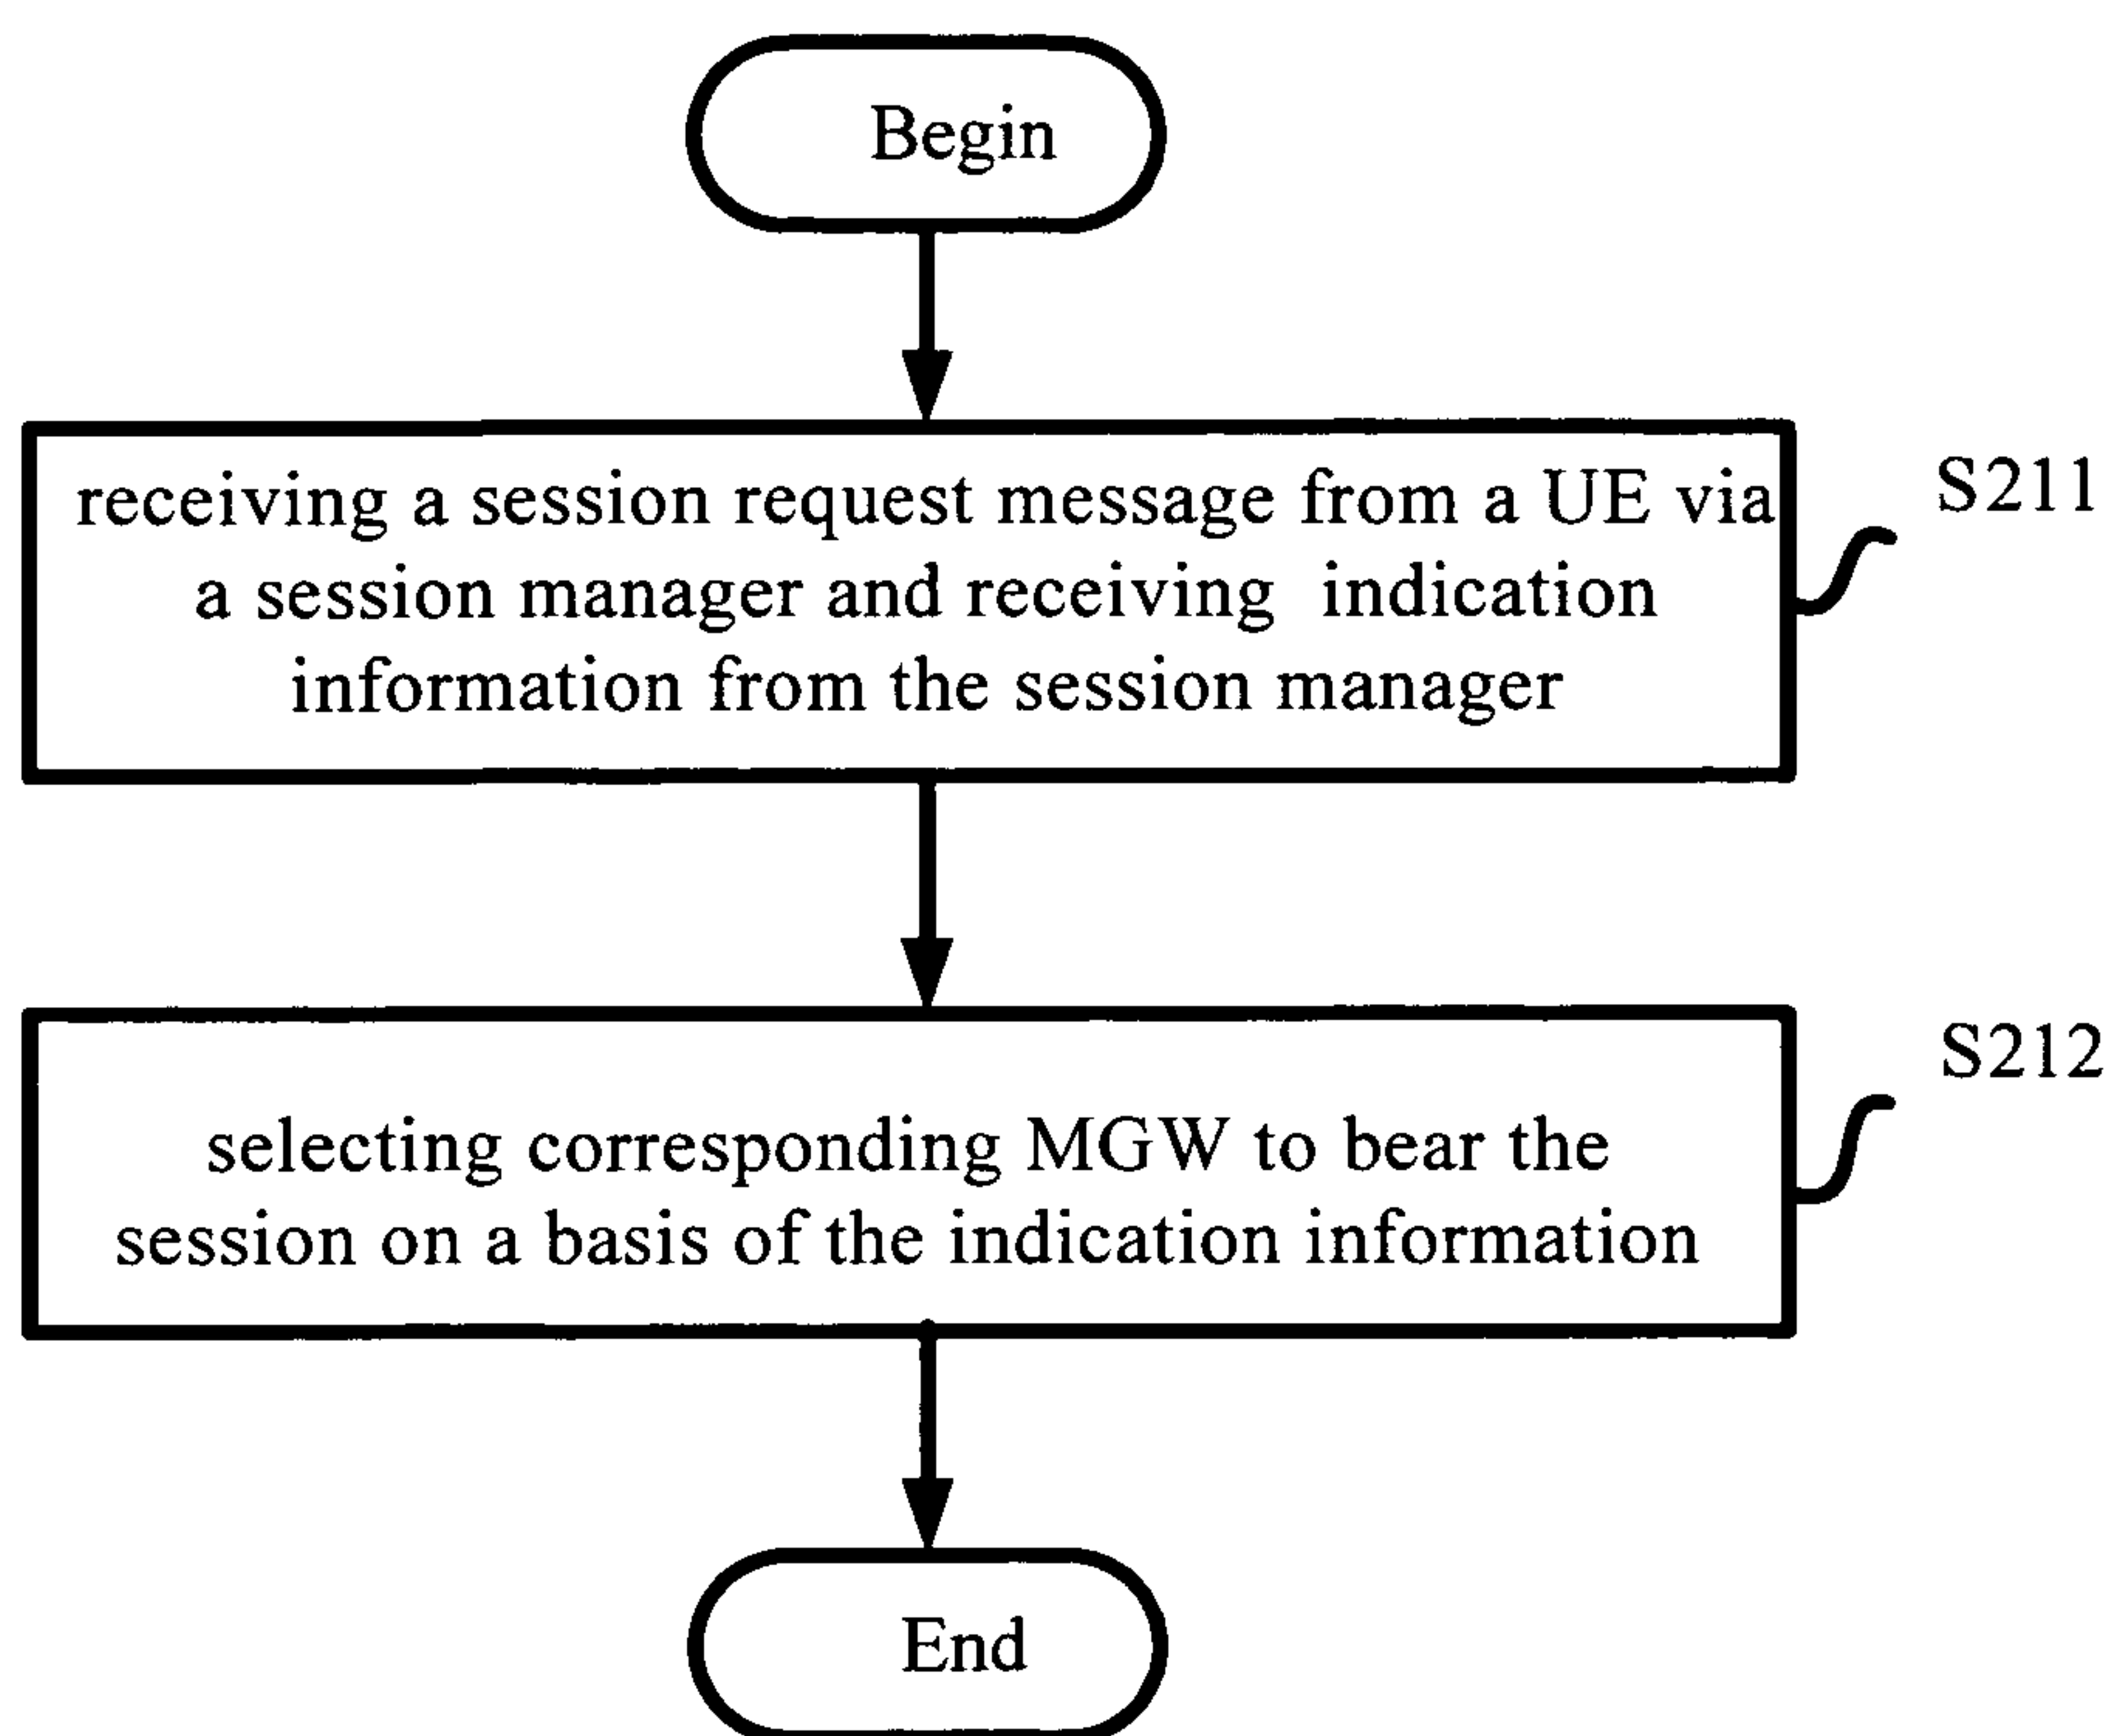 Begin
receiving a session request message from a UE via
a session manager and receiving indication
information from the session manager
S211
selecting corresponding MGW to bear the
session on a basis of the indication information
S212
End